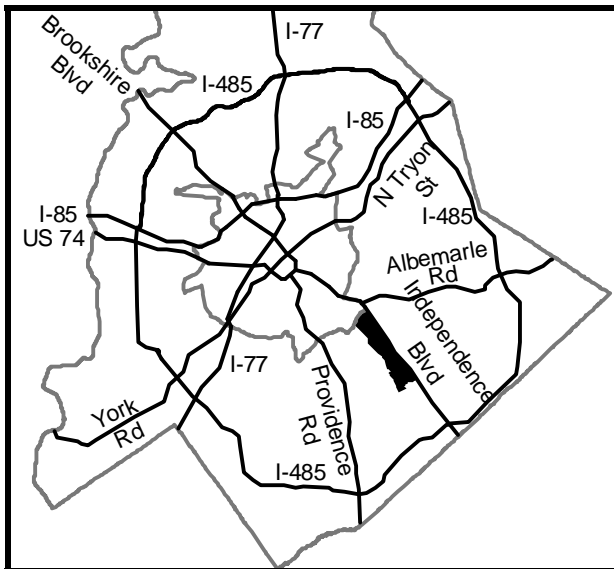 I-77
Brookshire
Blvd
I-485
I-85
N Tryon
St
I-85
US 74
I-485
Albemarle
Rd
Independence
Blvd
I-77
Providence
Rd
York
Rd
I-485